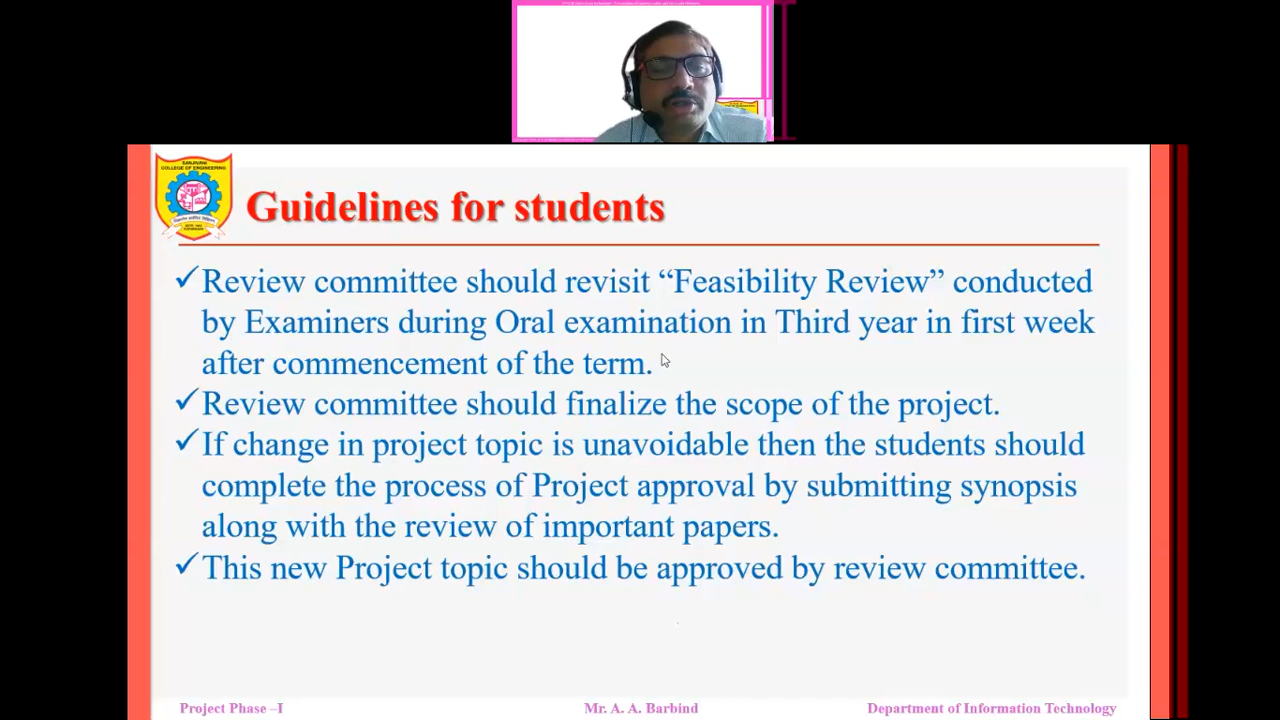 SANJIVANI
COLLEGE OF ENGINEERING
Guidelines for students
✓Review committee should revisit “Feasibility Review” conducted
by Examiners during Oral examination in Third year in first week
after commencement of the term.
✓Review committee should finalize the scope of the project.
✓If change in project topic is unavoidable then the students should
complete the process of Project approval by submitting synopsis
along with the review of important papers.
✓This new Project topic should be approved by review committee.
Project Phase –I
Mr. A. A. Barbind
Department of Information Technology